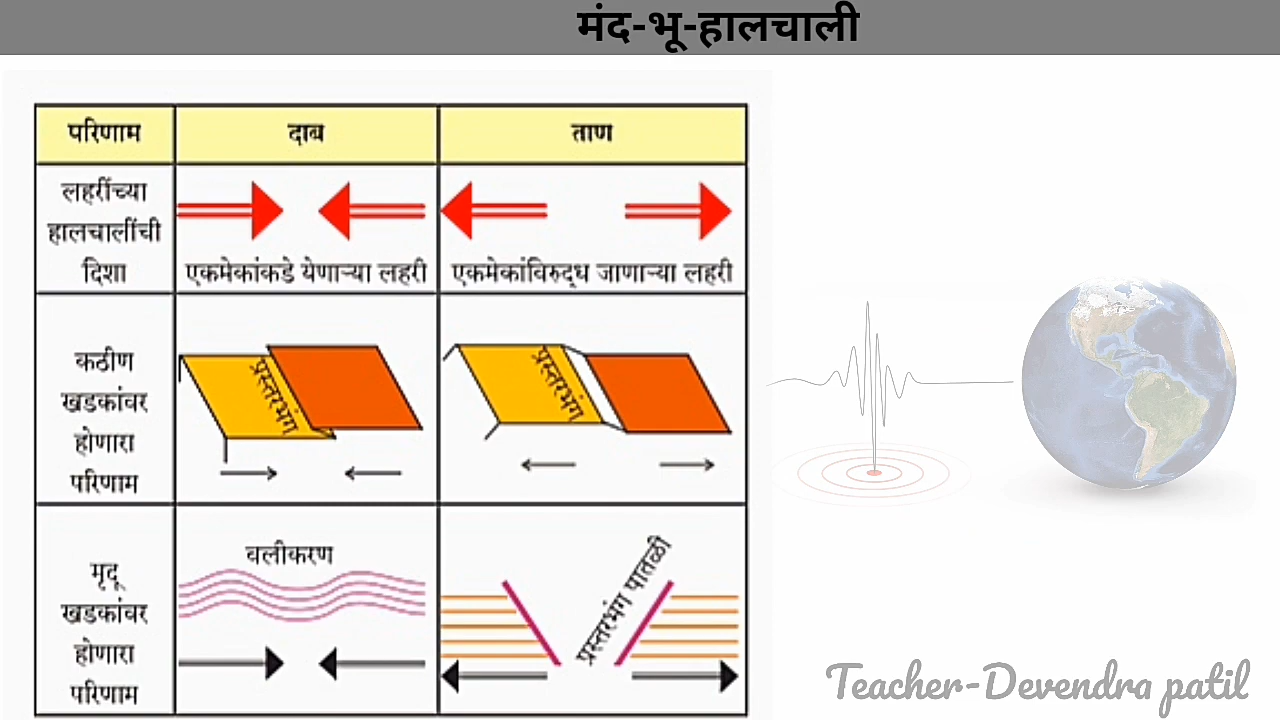 मंद-भू-हालचाली
परिणाम
दाब
ताण
लहरींच्या
हालचालींची
दिशा
एकमेकांकडे येणाऱ्या लहरी
एकमेकांविरुद्ध जाणाऱ्या लहरी
कठीण
खडकांवर
होणारा
परिणाम
प्रस्तरभंग
प्रस्तरभंग
मृदू
खडकांवर
होणारा
परिणाम
वलीकरण
प्रस्तरभंग पातळी
Teacher-Devendra patil